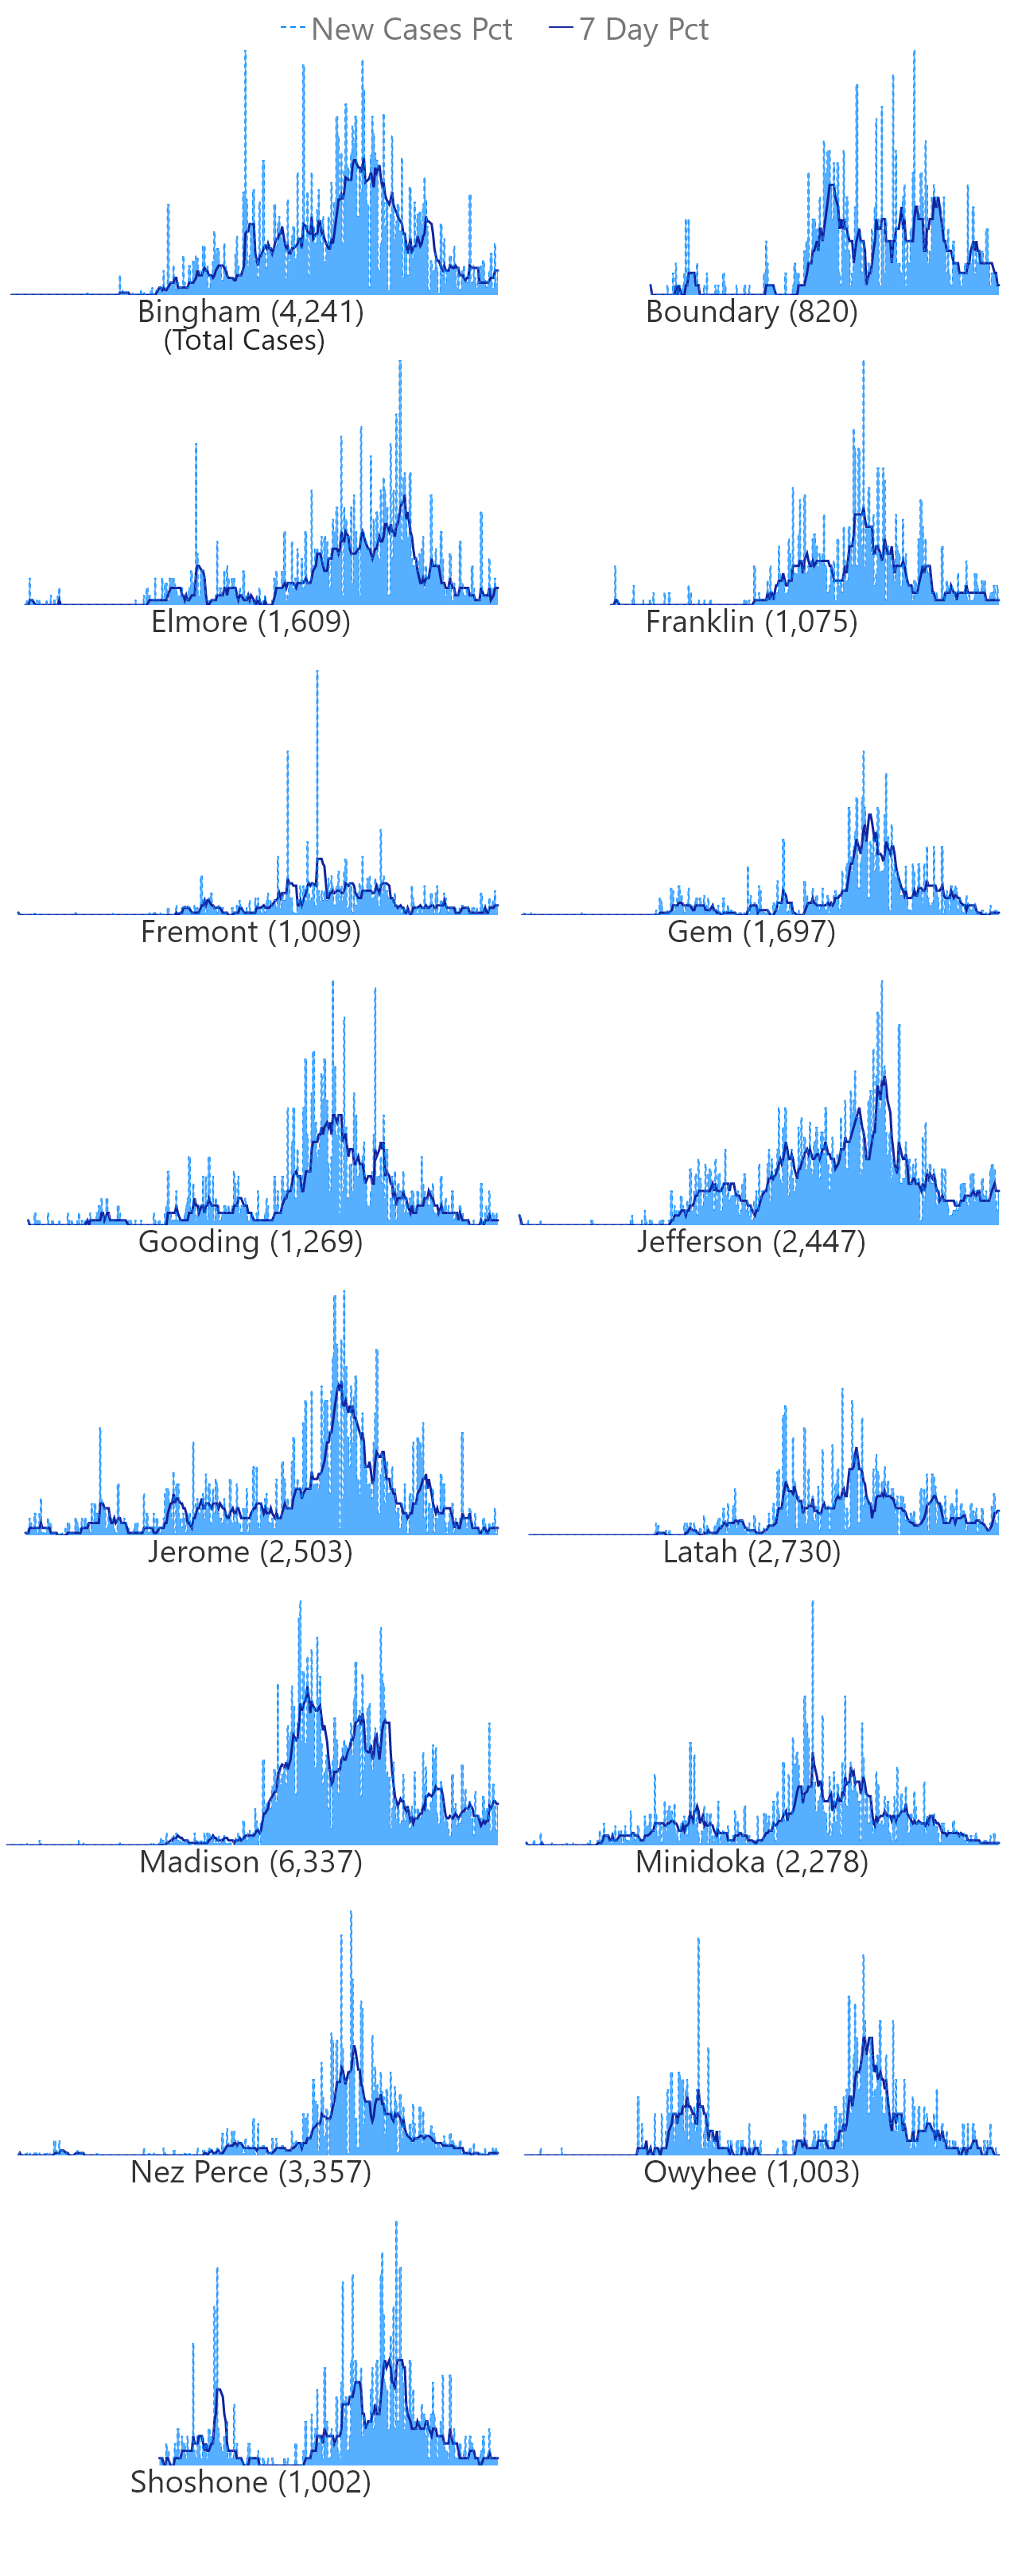 New Cases Pct 7 Day Pct
Bingham (4,241)
(Total Cases)
Boundary (820)
Elmore (1,609)
Franklin (1,075)
Fremont (1,009)
Gem (1,697)
Gooding (1,269)
Jefferson (2,447)
Jerome (2,503)
Latah (2,730)
Madison (6,337)
Minidoka (2,278)
Nez Perce (3,357)
Owyhee (1,003)
Shoshone (1,002)